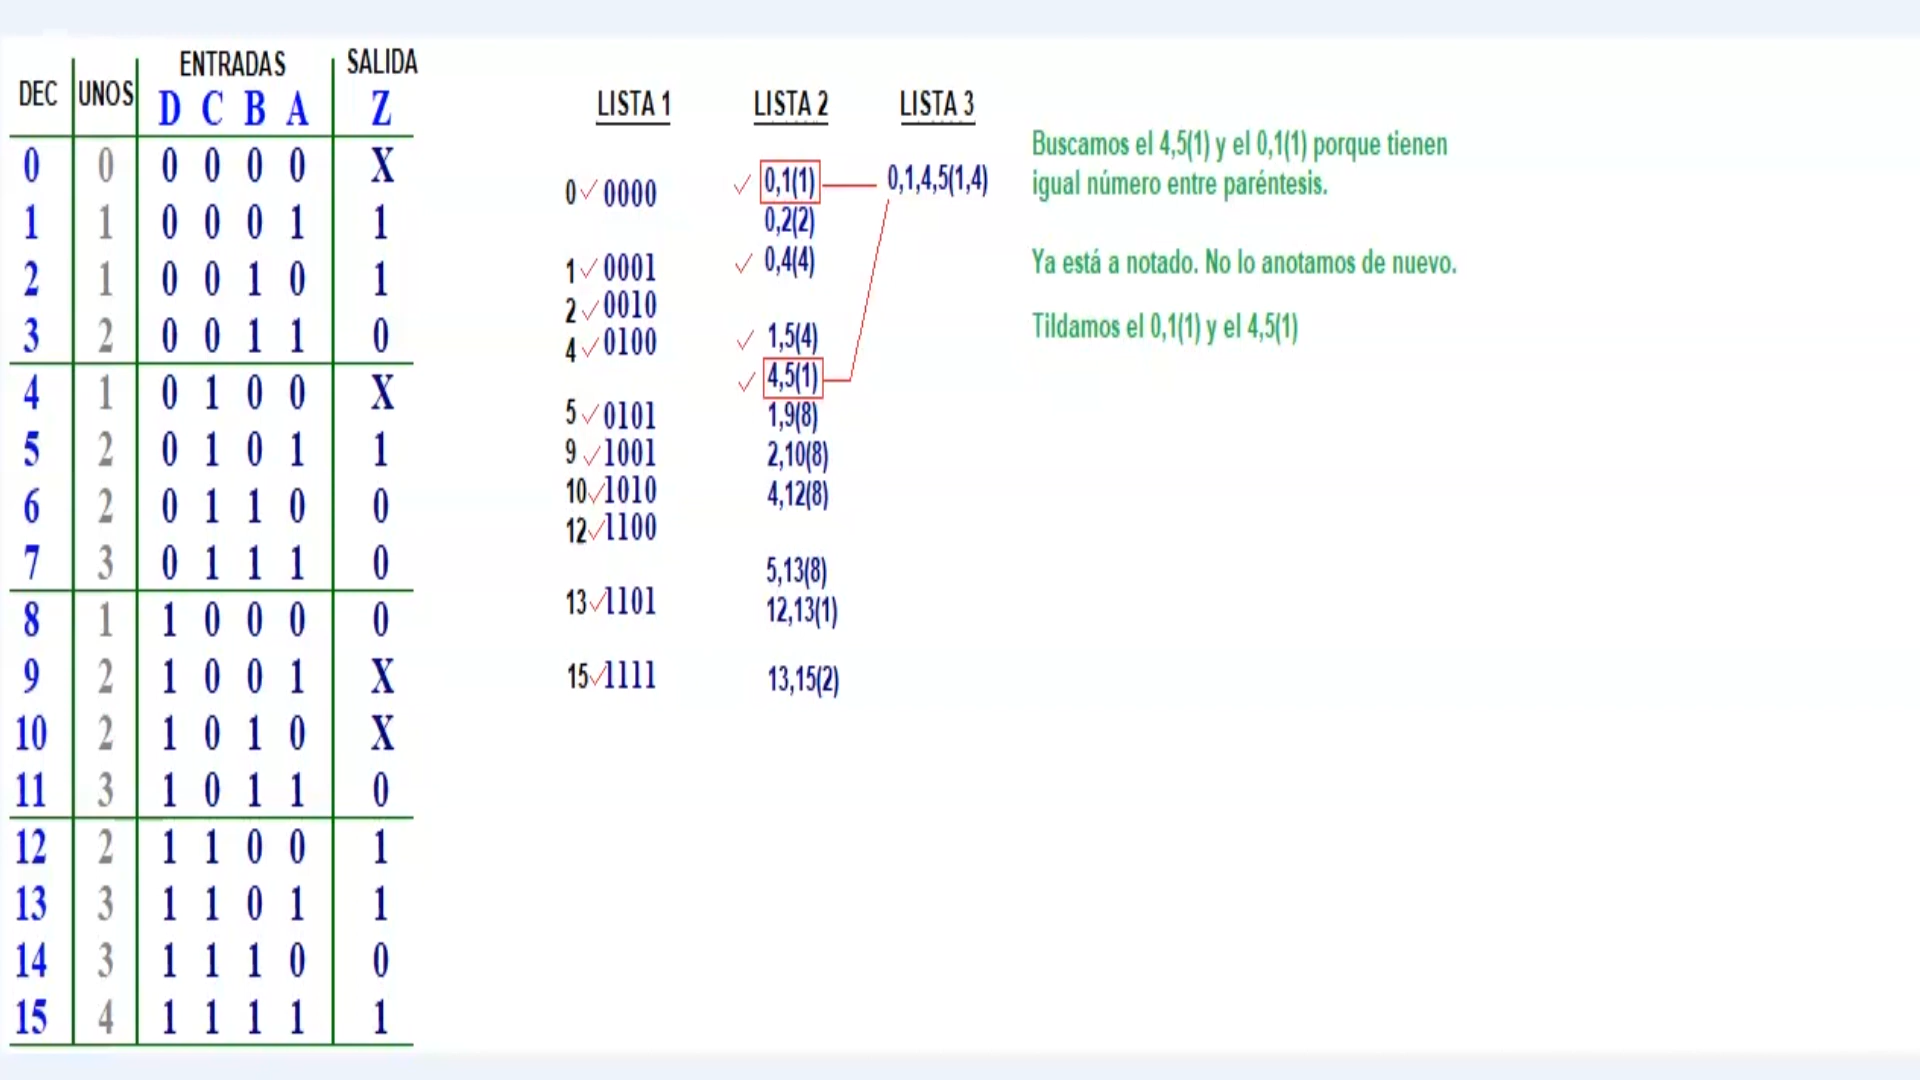 DEC UNOS ENTRADAS SALIDA
D C B A Z
0 0 0 0 0 0 X
1 1 0 0 0 1 1
2 1 0 0 1 0 1
3 2 0 0 1 1 0
4 1 0 1 0 0 X
5 2 0 1 0 1 1
6 2 0 1 1 0 0
7 3 0 1 1 1 0
8 1 1 0 0 0 0
9 2 1 0 0 1 X
10 2 1 0 1 0 X
11 3 1 0 1 1 0
12 2 1 1 0 0 1
13 3 1 1 0 1 1
14 3 1 1 1 0 0
15 4 1 1 1 1 1
LISTA 1
0✓0000
1✓0001
2✓0010
4✓0100
5✓0101
9✓1001
10✓1010
12✓1100
13✓1101
15✓1111
LISTA 2
✓ 0,1(1)
0,2(2)
✓ 0,4(4)
✓ 1,5(4)
✓ 4,5(1)
1,9(8)
2,10(8)
4,12(8)
5,13(8)
12,13(1)
13,15(2)
LISTA 3
0,1,4,5(1,4)
Buscamos el 4,5(1) y el 0,1(1) porque tienen
igual número entre paréntesis.
Ya está a notado. No lo anotamos de nuevo.
Tildamos el 0,1(1) y el 4,5(1)